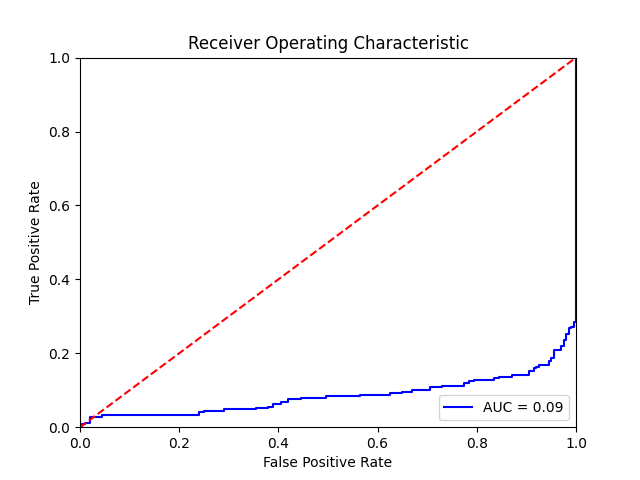 Receiver Operating Characteristic
True Positive Rate
1.0
0.8
0.6
0.4
0.2
0.0
AUC = 0.09
0.0 0.2 0.4 0.6 0.8 1.0
False Positive Rate